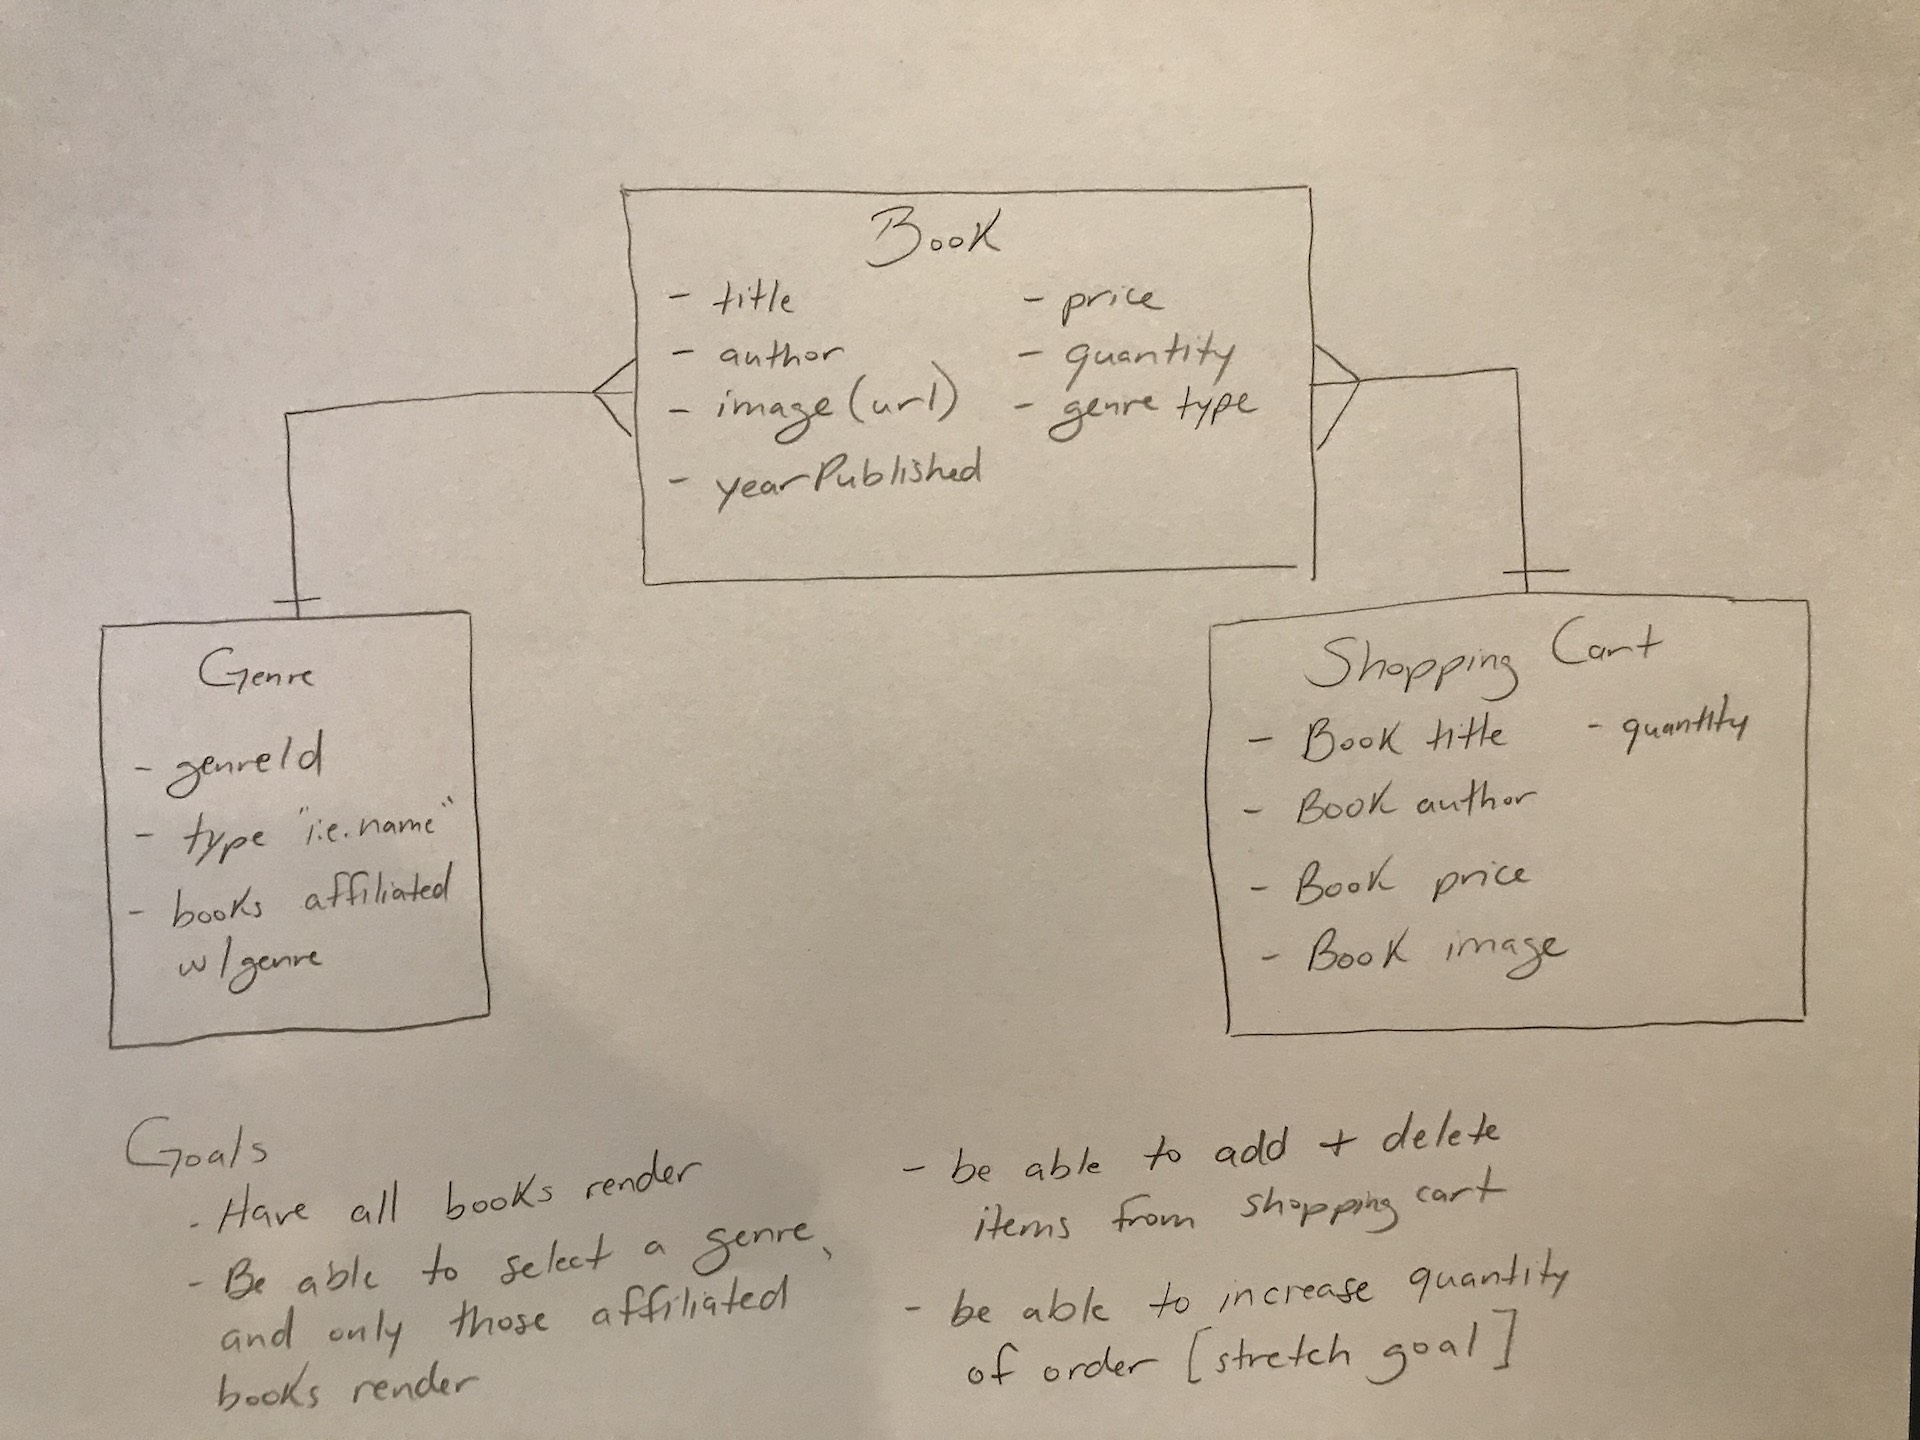 Book
- title
- author
- image (url)
- yearPublished
- price
- quantity
- genre type
Genre
- genreId
- type "i.e. name"
- books affiliated
w/genre
Shopping Cart
- Book title
- Book author
- Book price
- Book image
- quantity
Goals
- Have all books render
- Be able to select a genre,
and only those affiliated
books render
- be able to add + delete
items from shopping cart
- be able to increase quantity
of order [stretch goal]